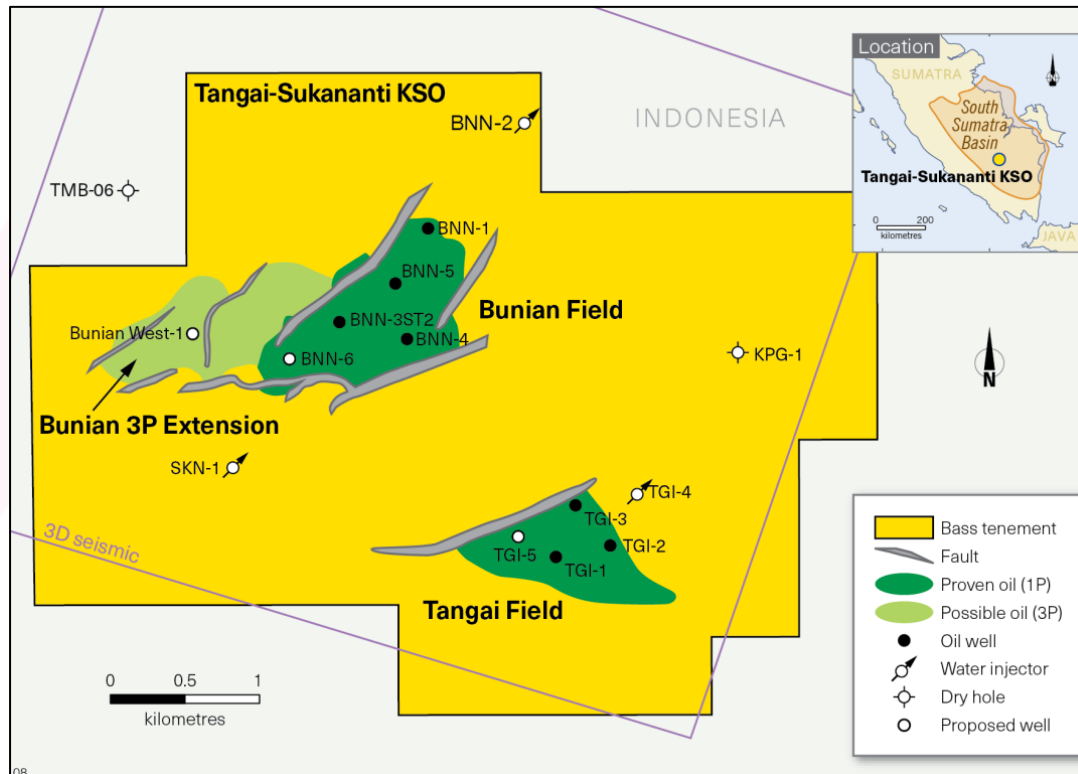 Tangai-Sukananti KSO
BNN-2
INDONESIA
TMB-06
BNN-1
BNN-5
Bunian Field
BNN-3ST2
BNN-4
Bunian West-1
BNN-6
KPG-1
Bunian 3P Extension
SKN-1
TGI-4
TGI-3
TGI-5
TGI-2
TGI-1
Tangai Field
3D seismic
0 0.5 1
kilometres
08
N
Location
SUMATRA
N
South
Sumatra
Basin
Tangai-Sukananti KSO
0 200
kilometres
JAVA
Bass tenement
Fault
Proven oil (1P)
Possible oil (3P)
Oil well
Water injector
Dry hole
Proposed well